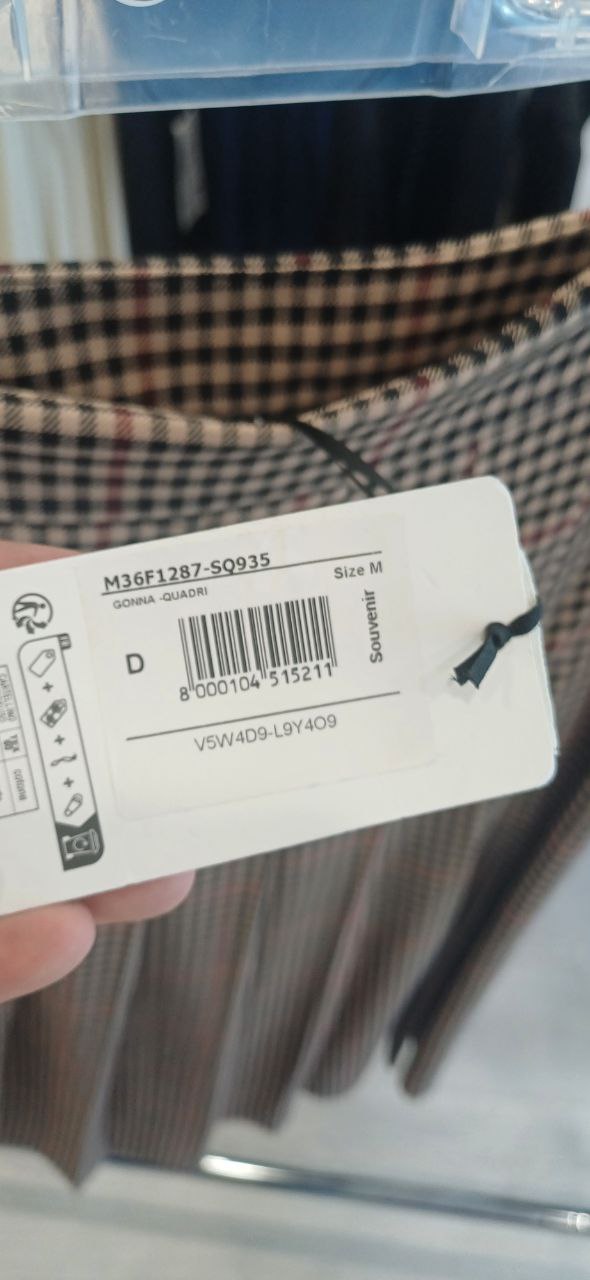 M36F1287-SQ935
GONNA -QUADRI
Size M
D
Souvenir
8 000104 515211
V5W4D9-L9Y4O9